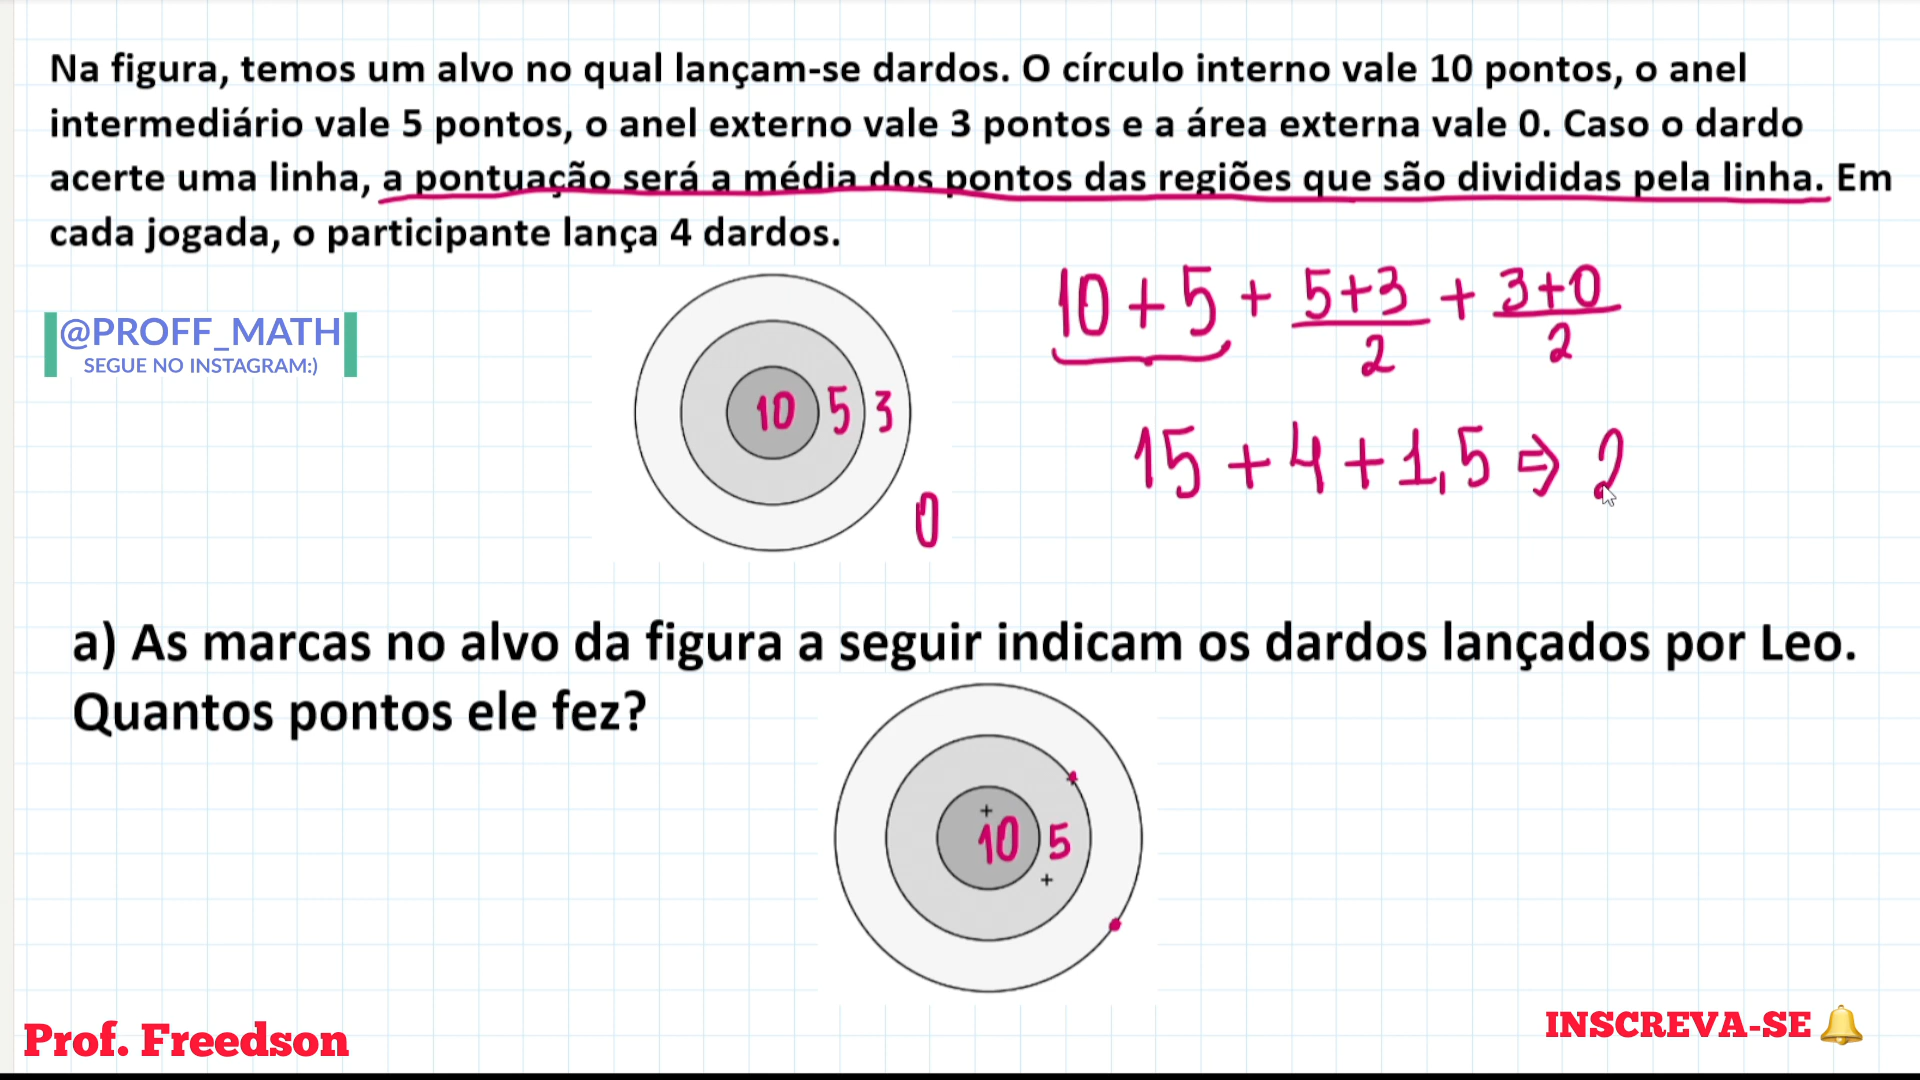 Na figura, temos um alvo no qual lançam-se dardos. O círculo interno vale 10 pontos, o anel
intermediário vale 5 pontos, o anel externo vale 3 pontos e a área externa vale 0. Caso o dardo
acerte uma linha, a pontuação será a média dos pontos das regiões que são divididas pela linha. Em
cada jogada, o participante lança 4 dardos.
10 + 5 + 5+3 + 3+0
2 2
@PROFF_MATH
SEGUE NO INSTAGRAM:)
10 5 3
15 + 4 + 1,5 ⇒ 2
0
a) As marcas no alvo da figura a seguir indicam os dardos lançados por Leo.
Quantos pontos ele fez?
+
10 5
+
Prof. Freedson
INSCREVA-SE